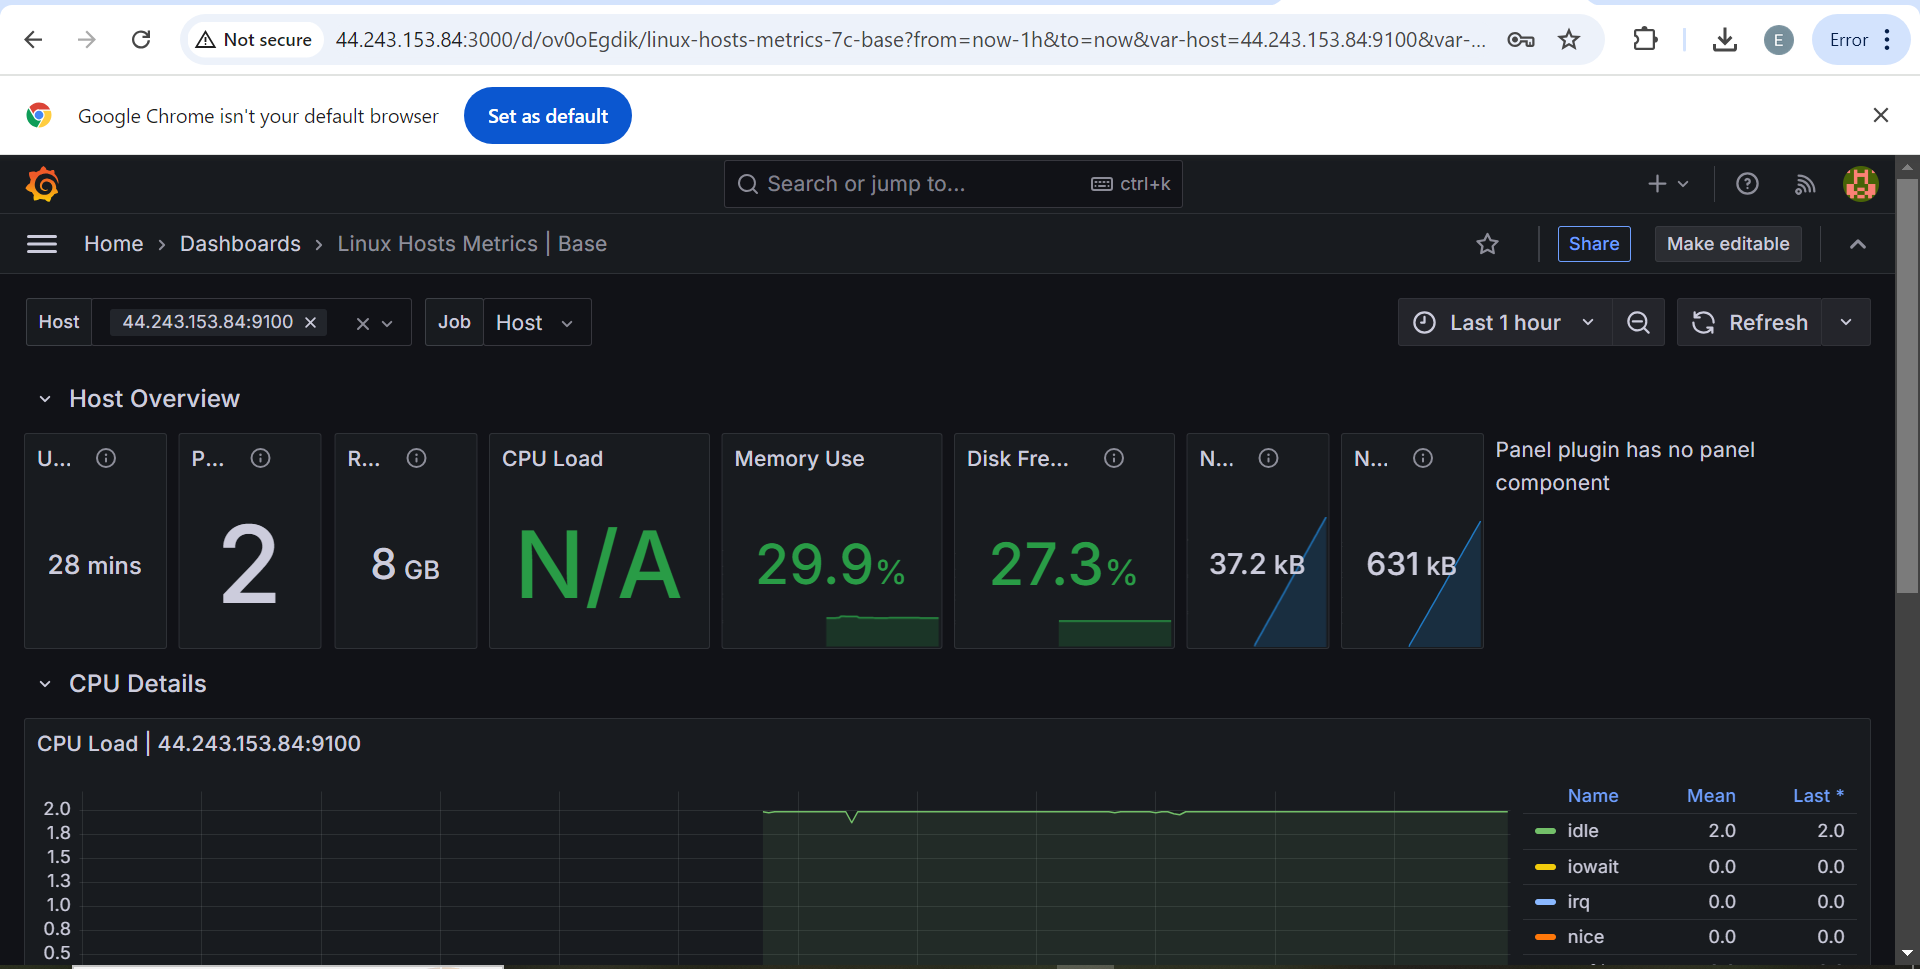 Not secure
44.243.153.84:3000/d/ov0oEgdik/linux-hosts-metrics-7c-base?from=now-1h&to=now&var-host=44.243.153.84:9100&var-...
E
Error
Google Chrome isn't your default browser
Set as default
Search or jump to...
ctrl+k
Home › Dashboards › Linux Hosts Metrics | Base
Share
Make editable
Host
44.243.153.84:9100
Job
Host
Last 1 hour
Refresh
Host Overview
U...
28 mins
P...
2
R...
8 GB
CPU Load
N/A
Memory Use
29.9%
Disk Fre...
27.3%
N...
37.2 kB
N...
631 kB
Panel plugin has no panel
component
CPU Details
CPU Load | 44.243.153.84:9100
2.0
1.8
1.5
1.3
1.0
0.8
0.5
Name Mean Last *
idle 2.0 2.0
iowait 0.0 0.0
irq 0.0 0.0
nice 0.0 0.0